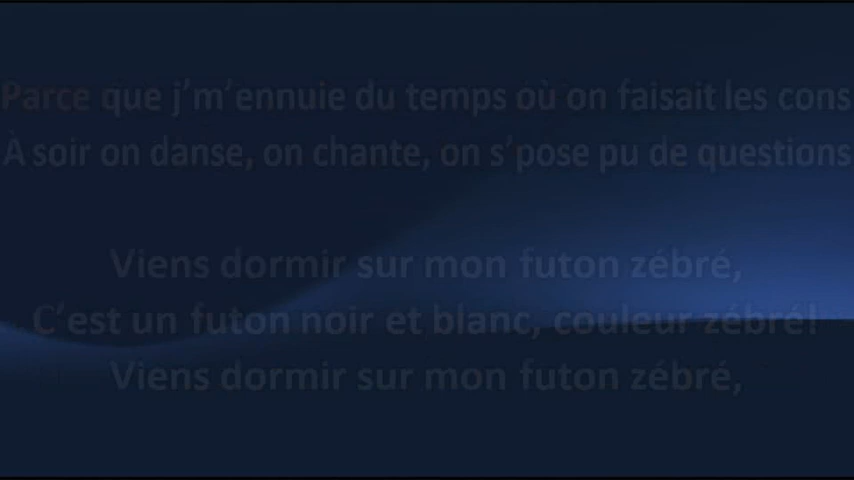 Parce que j’m’ennuie du temps où on faisait les cons
À soir on danse, on chante, on s’pose pu de questions
Viens dormir sur mon futon zébré,
C’est un futon noir et blanc, couleur zébré!
Viens dormir sur mon futon zébré,